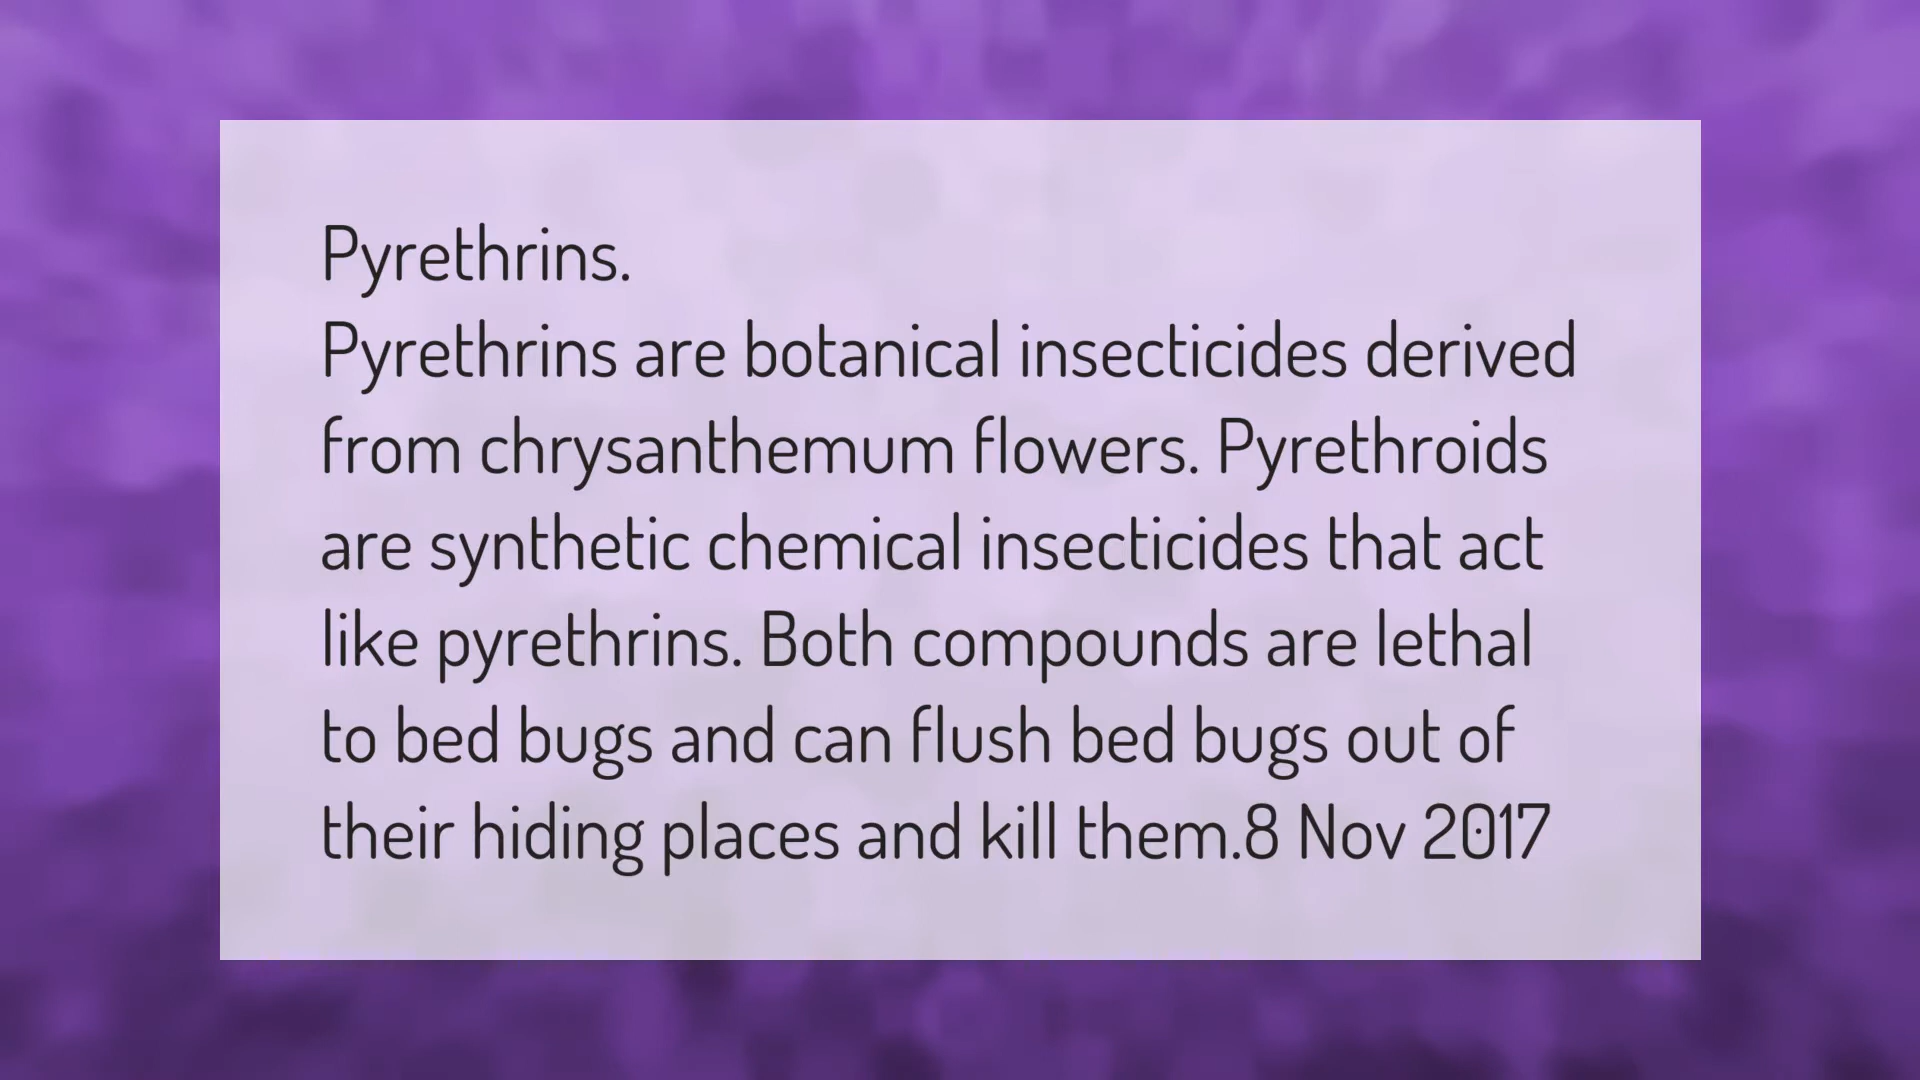 Pyrethrins.
Pyrethrins are botanical insecticides derived
from chrysanthemum flowers. Pyrethroids
are synthetic chemical insecticides that act
like pyrethrins. Both compounds are lethal
to bed bugs and can flush bed bugs out of
their hiding places and kill them.8 Nov 2017